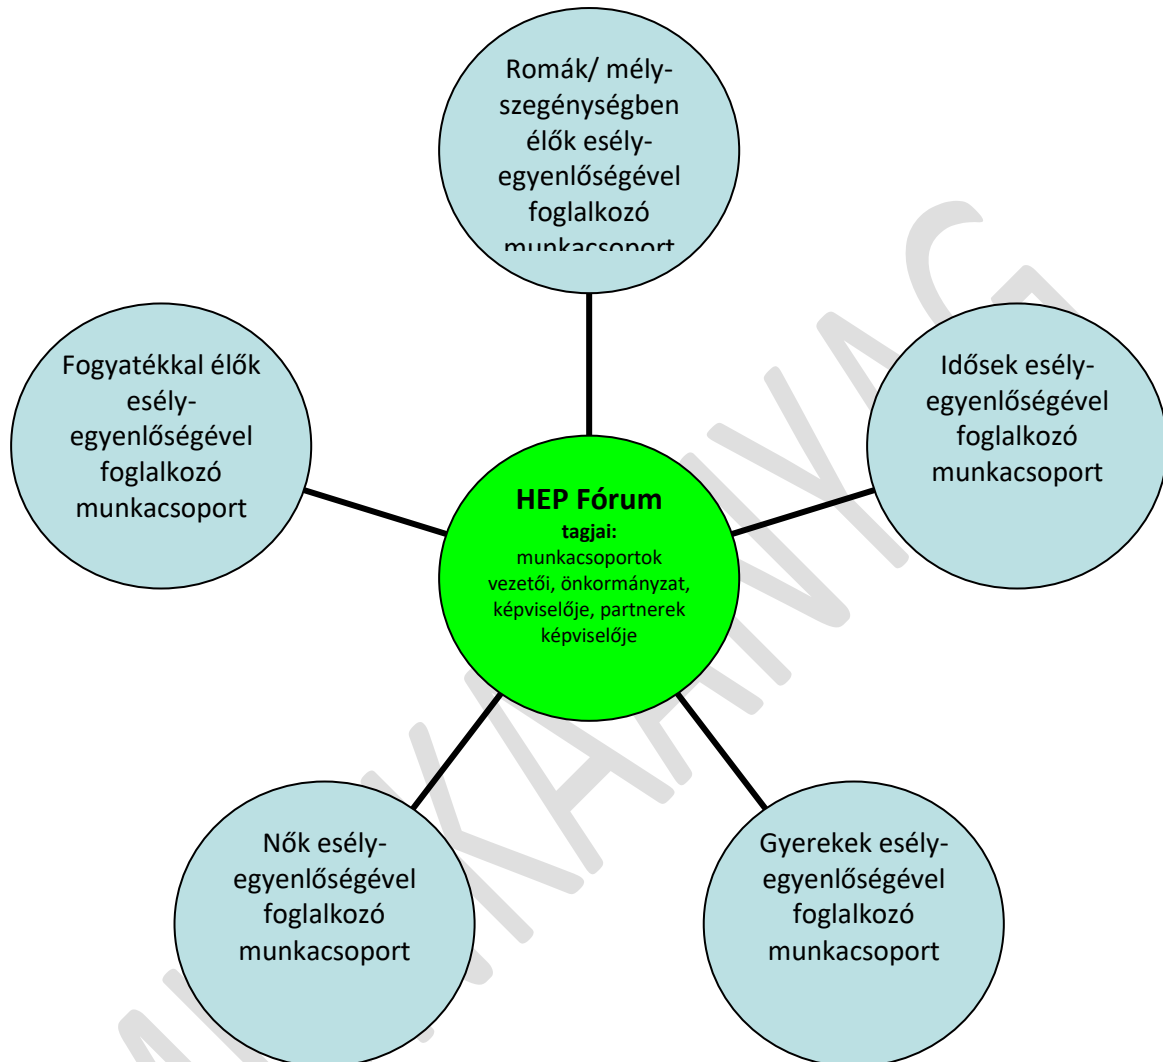 Romák/ mély-
szegénységben
élők esély-
egyenlőségével
foglalkozó
munkacsoport
Fogyatékkal élők
esély-
egyenlőségével
foglalkozó
munkacsoport
Idősek esély-
egyenlőségével
foglalkozó
munkacsoport
HEP Fórum
tagjai:
munkacsoportok
vezetői, önkormányzat,
képviselője, partnerek
képviselője
Nők esély-
egyenlőségével
foglalkozó
munkacsoport
Gyerekek esély-
egyenlőségével
foglalkozó
munkacsoport